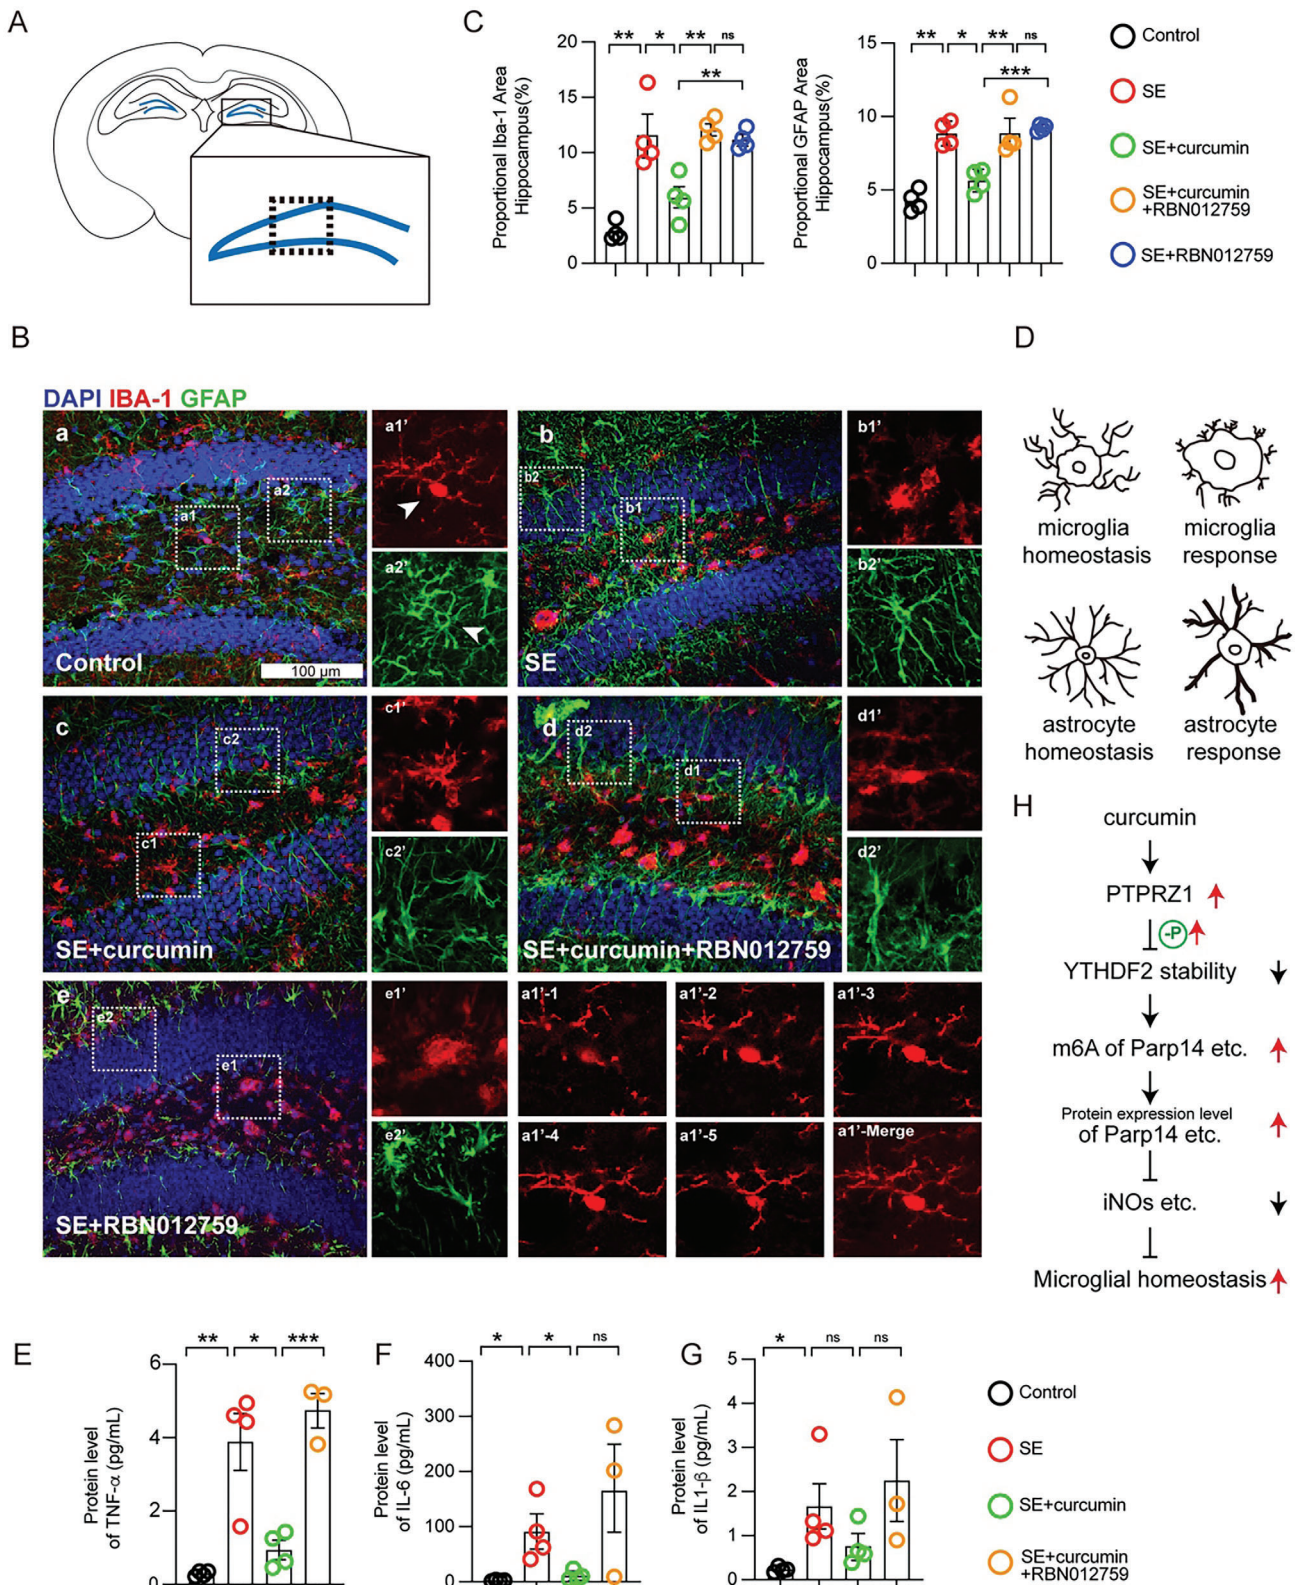 A
C
Proportional Iba-1 Area
Hippocampus(%)
20
15
10
5
0
** * ** ns
**
Proportional GFAP Area
Hippocampus(%)
15
10
5
0
** * ** ns
***
Control
SE
SE+curcumin
SE+curcumin
+RBN012759
SE+RBN012759
B
DAPI IBA-1 GFAP
a
a1
a2
Control
100 µm
a1’
a2’
b
b2
b1
SE
b1’
b2’
c
c2
c1
SE+curcumin
c1’
c2’
d
d2
d1
SE+curcumin+RBN012759
d1’
d2’
e
e2
e1
SE+RBN012759
e1’
e2’
a1’-1
a1’-2
a1’-3
a1’-4
a1’-5
a1’-Merge
D
microglia
homeostasis
microglia
response
astrocyte
homeostasis
astrocyte
response
H
curcumin
PTPRZ1
-P
YTHDF2 stability
m6A of Parp14 etc.
Protein expression level
of Parp14 etc.
iNOs etc.
Microglial homeostasis
E
Protein level
of TNF-α (pg/mL)
6
4
2
** * ***
F
Protein level
of IL-6 (pg/mL)
400
300
200
100
0
* * ns
G
Protein level
of IL1-β (pg/mL)
5
4
3
2
1
0
* ns ns
Control
SE
SE+curcumin
SE+curcumin
+RBN012759